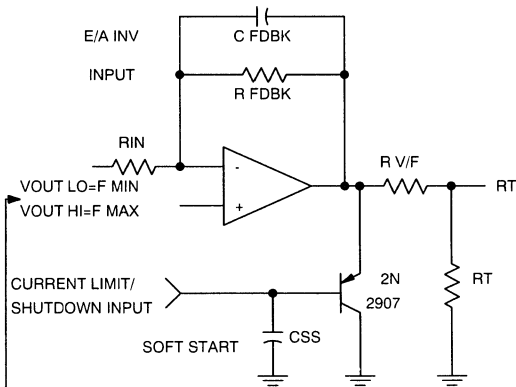 C FDBK
E/A INV
INPUT
R FDBK
RIN
-
+
VOUT LO=F MIN
VOUT HI=F MAX
R V/F
RT
CURRENT LIMIT/
SHUTDOWN INPUT
2N
2907
RT
SOFT START
CSS